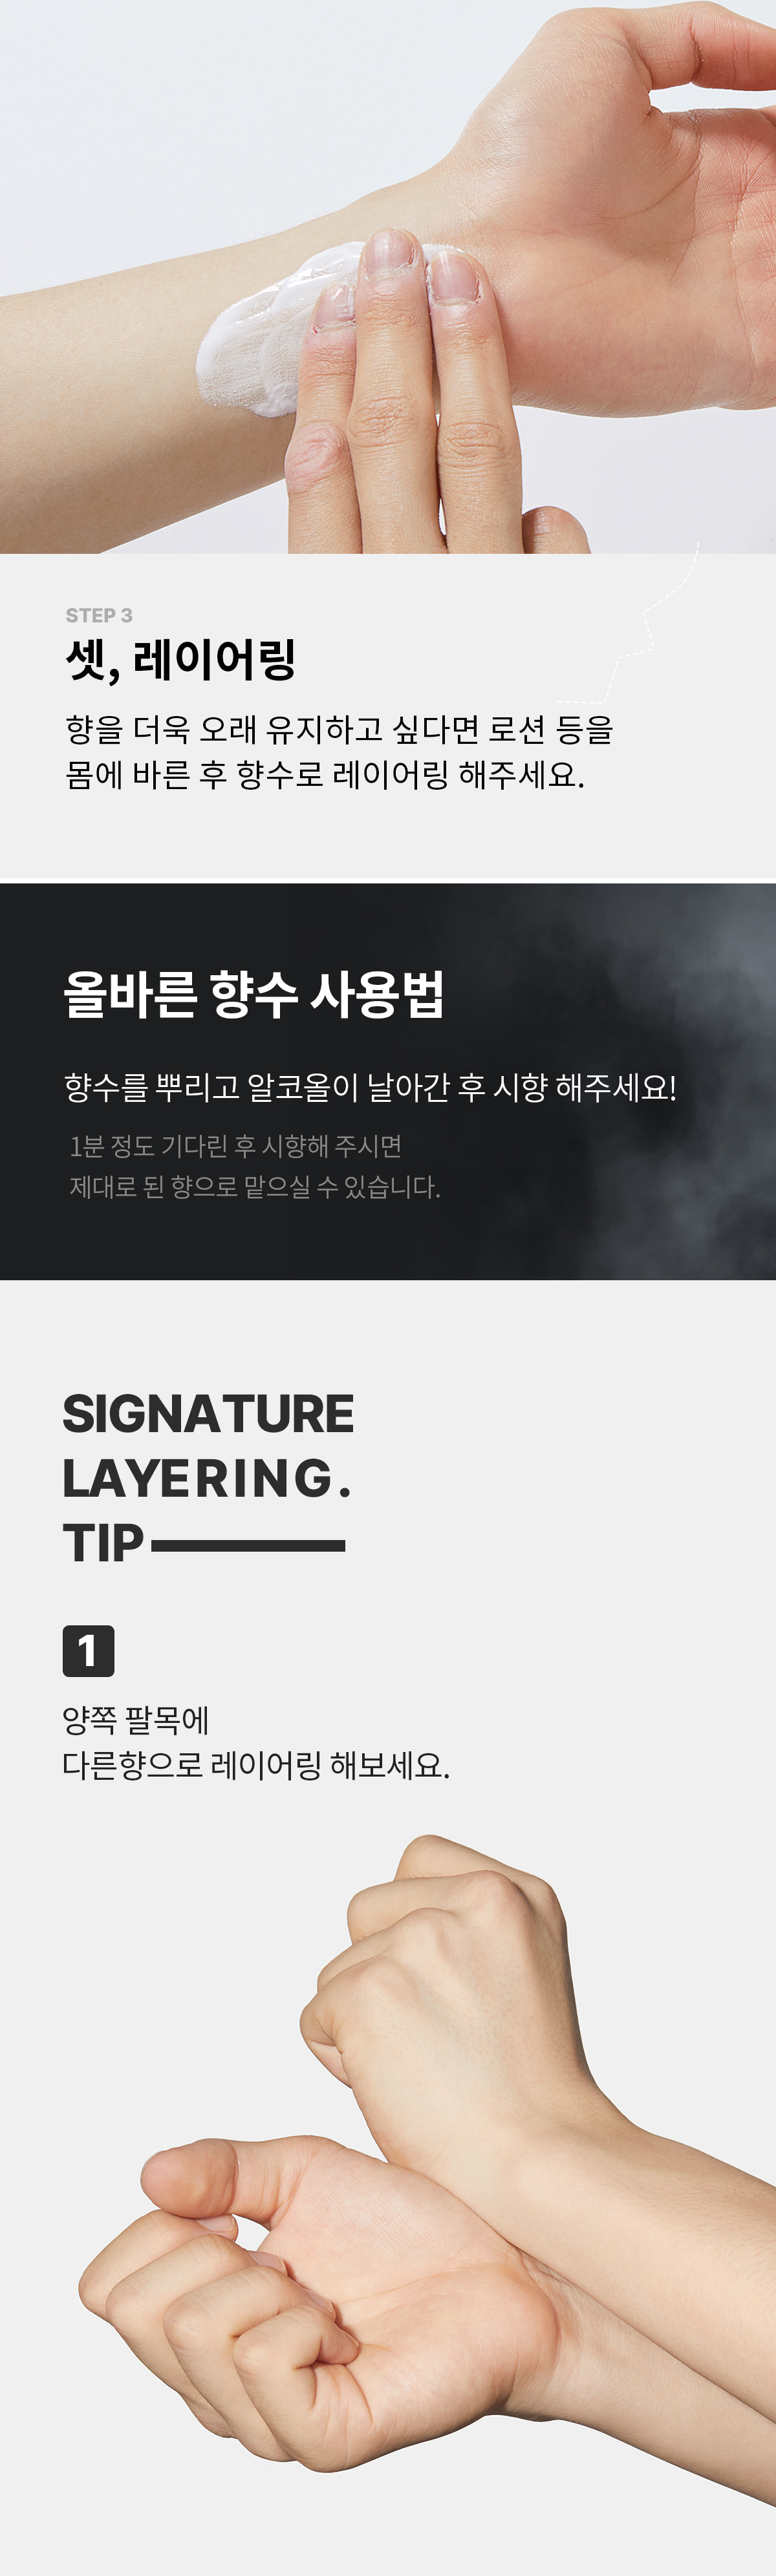 STEP 3
셋, 레이어링
향을 더욱 오래 유지하고 싶다면 로션 등을
몸에 바른 후 향수로 레이어링 해주세요.
올바른 향수 사용법
향수를 뿌리고 알코올이 날아간 후 시향 해주세요!
1분 정도 기다린 후 시향해 주시면
제대로 된 향으로 맡으실 수 있습니다.
SIGNATURE
LAYERING.
TIP
1
양쪽 팔목에
다른향으로 레이어링 해보세요.